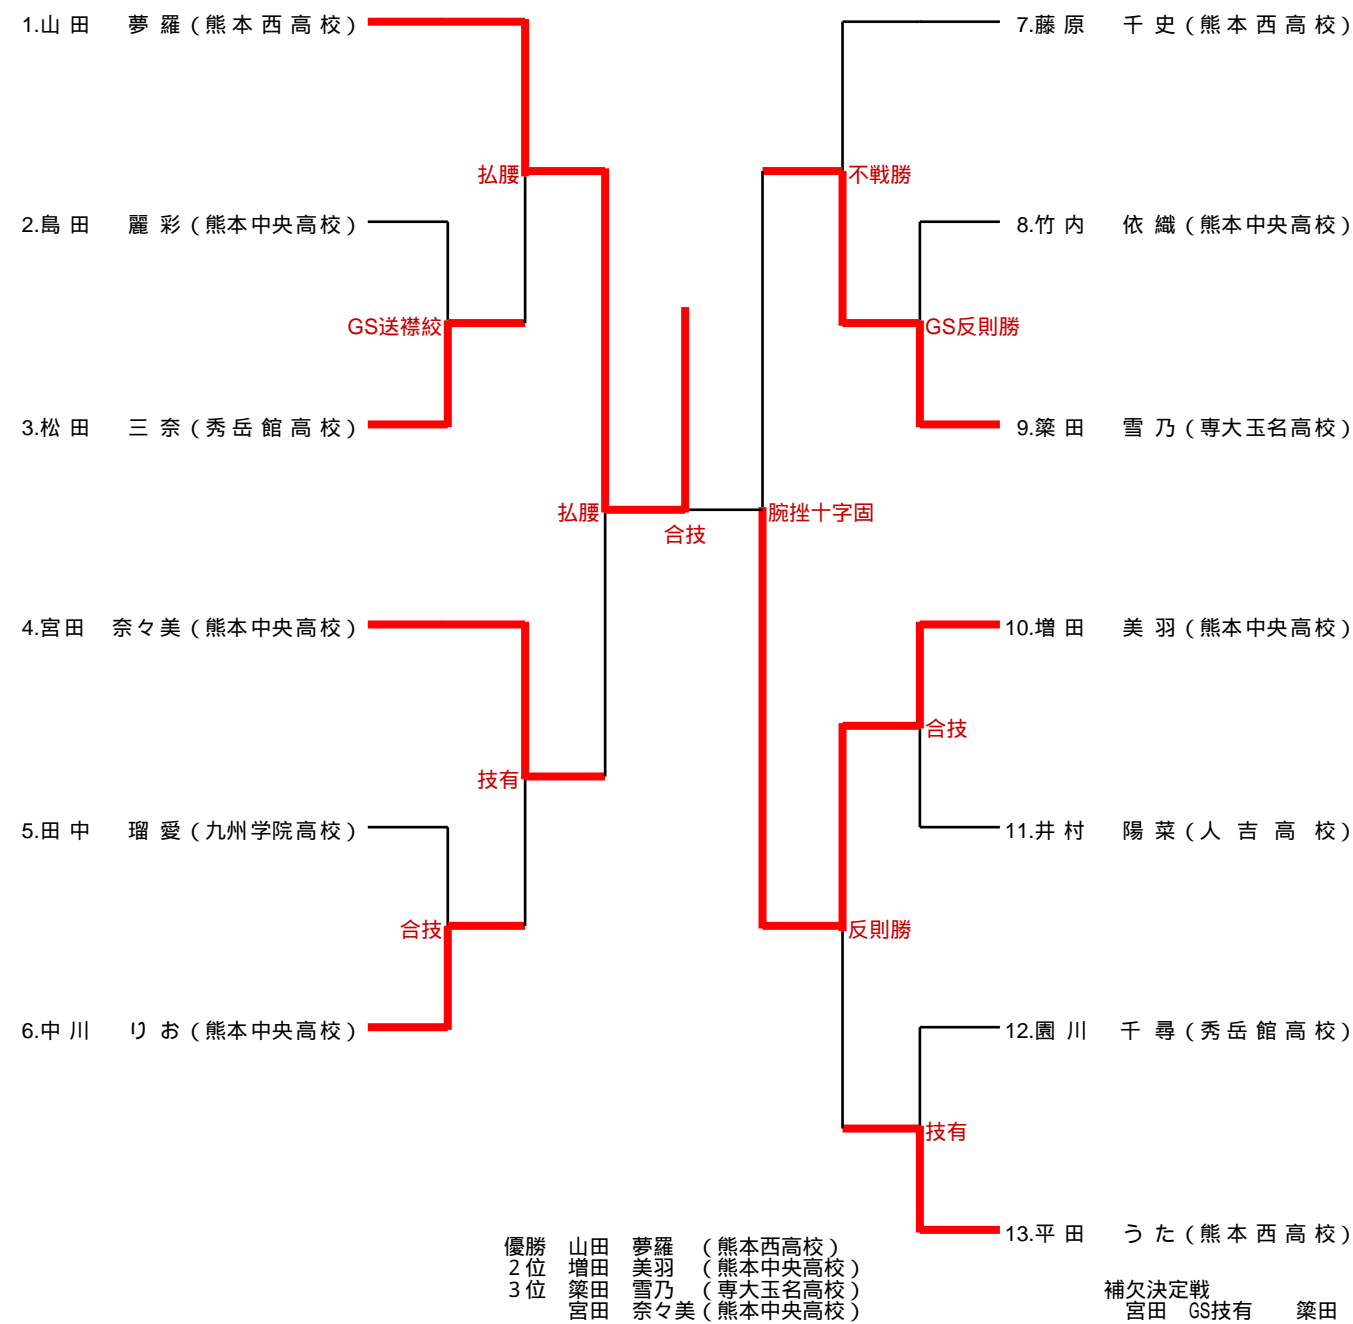 1.山田 夢羅(熊本西高校)
7.藤原 千史(熊本西高校)
払腰
不戦勝
2.島田 麗彩(熊本中央高校)
8.竹内 依織(熊本中央高校)
GS送襟絞
GS反則勝
3.松田 三奈(秀岳館高校)
9.簗田 雪乃(専大玉名高校)
払腰
合技
腕挫十字固
4.宮田 奈々美(熊本中央高校)
10.増田 美羽(熊本中央高校)
合技
技有
5.田中 瑠愛(九州学院高校)
11.井村 陽菜(人吉高校)
合技
反則勝
6.中川 りお(熊本中央高校)
12.園川 千尋(秀岳館高校)
技有
13.平田 うた(熊本西高校)
優勝 山田 夢羅 (熊本西高校)
2位 増田 美羽 (熊本中央高校)
3位 簗田 雪乃 (専大玉名高校)
宮田 奈々美(熊本中央高校)
補欠決定戦
宮田 GS技有 簗田